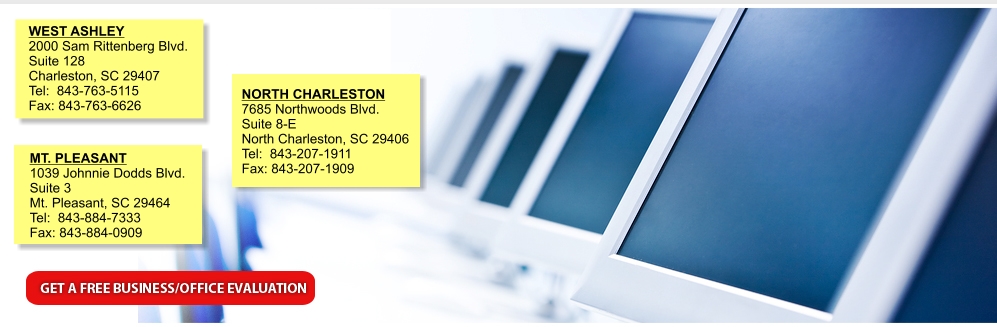 WEST ASHLEY
2000 Sam Rittenberg Blvd.
Suite 128
Charleston, SC 29407
Tel:  843-763-5115
Fax: 843-763-6626
MT. PLEASANT
1039 Johnnie Dodds Blvd.
Suite 3
Mt. Pleasant, SC 29464
Tel:  843-884-7333
Fax: 843-884-0909
NORTH CHARLESTON
7685 Northwoods Blvd.
Suite 8-E
North Charleston, SC 29406
Tel:  843-207-1911
Fax: 843-207-1909
GET A FREE BUSINESS/OFFICE EVALUATION